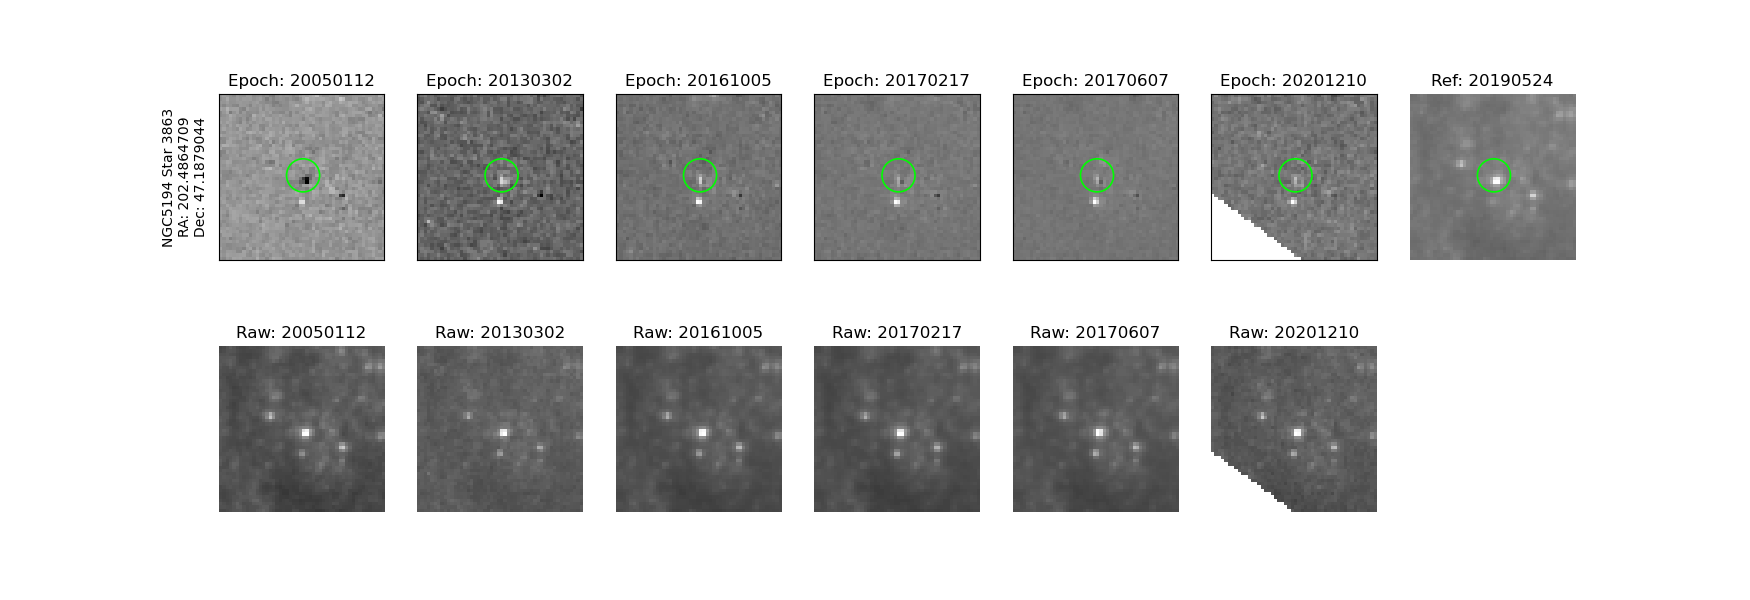 Epoch: 20050112
Epoch: 20130302
Epoch: 20161005
Epoch: 20170217
Epoch: 20170607
Epoch: 20201210
Ref: 20190524
NGC5194 Star 3863
RA: 202.4864709
Dec: 47.1879044
Raw: 20050112
Raw: 20130302
Raw: 20161005
Raw: 20170217
Raw: 20170607
Raw: 20201210